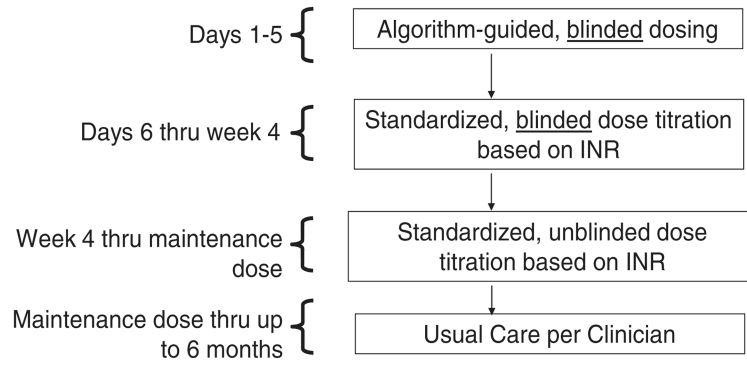 Days 1-5
Algorithm-guided, blinded dosing
Days 6 thru week 4
Standardized, blinded dose titration
based on INR
Week 4 thru maintenance
dose
Standardized, unblinded dose
titration based on INR
Maintenance dose thru up
to 6 months
Usual Care per Clinician